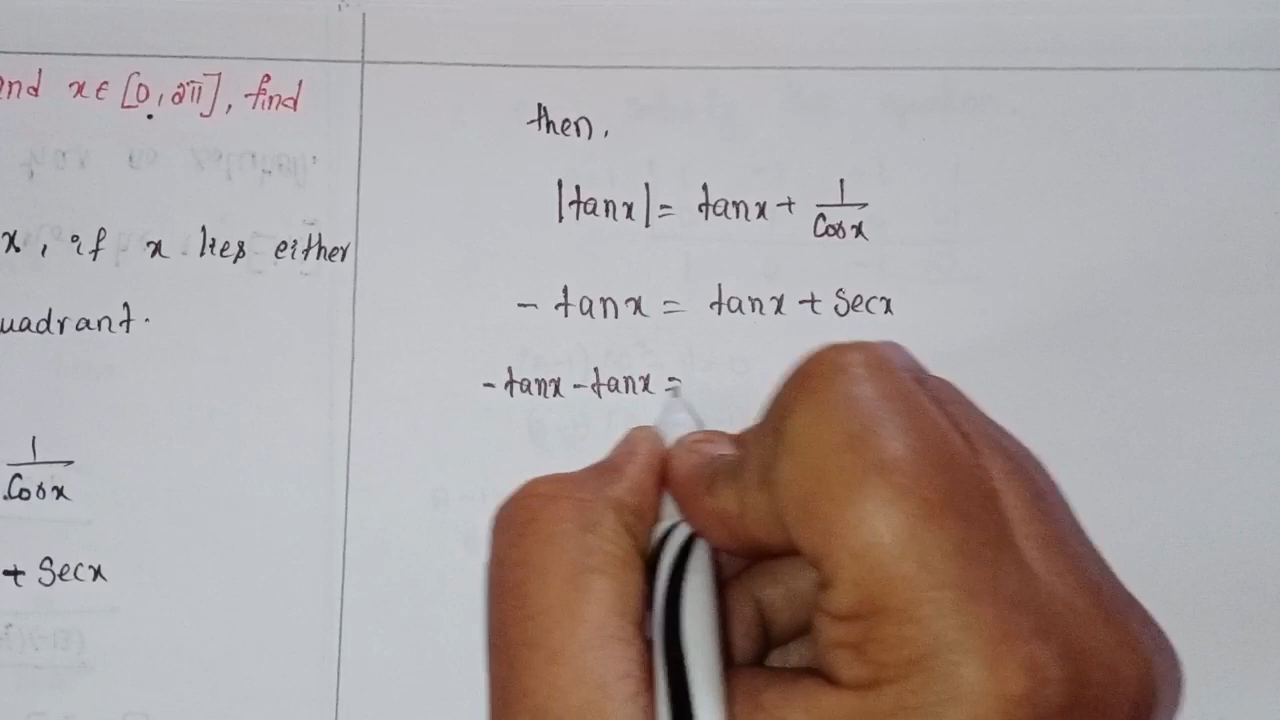 and x ∈ [0, 2π], find
x, if x lies either
uadrant.
1/Cosx
+ Secx
then,
|tanx| = tanx + 1/Cosx
- tanx = tanx + Secx
-tanx - tanx =